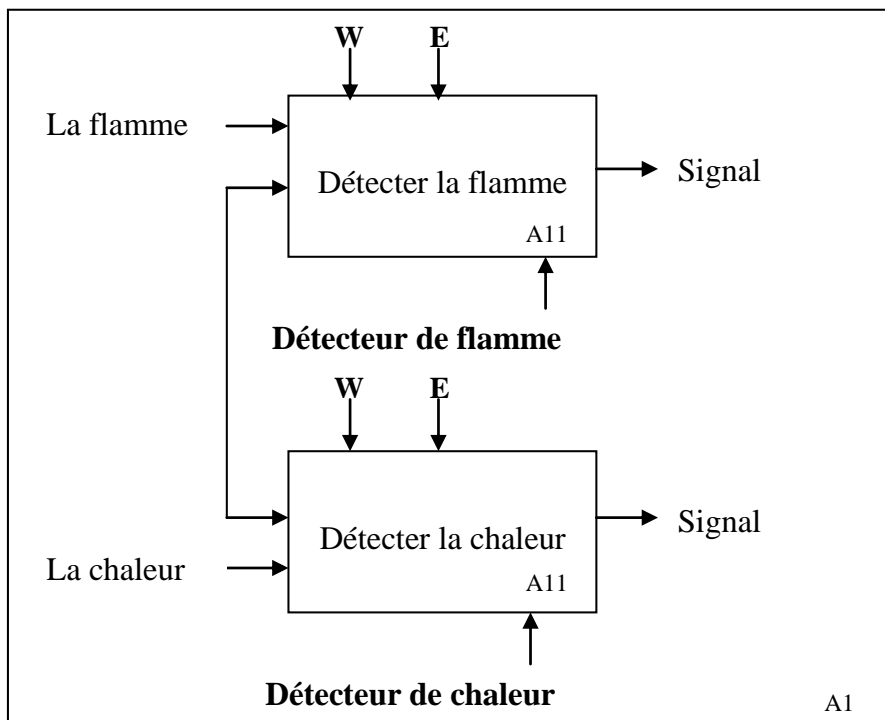 W E
La flamme
Détecter la flamme
Signal
A11
Détecteur de flamme
W E
Détecter la chaleur
Signal
La chaleur
A11
Détecteur de chaleur
A1